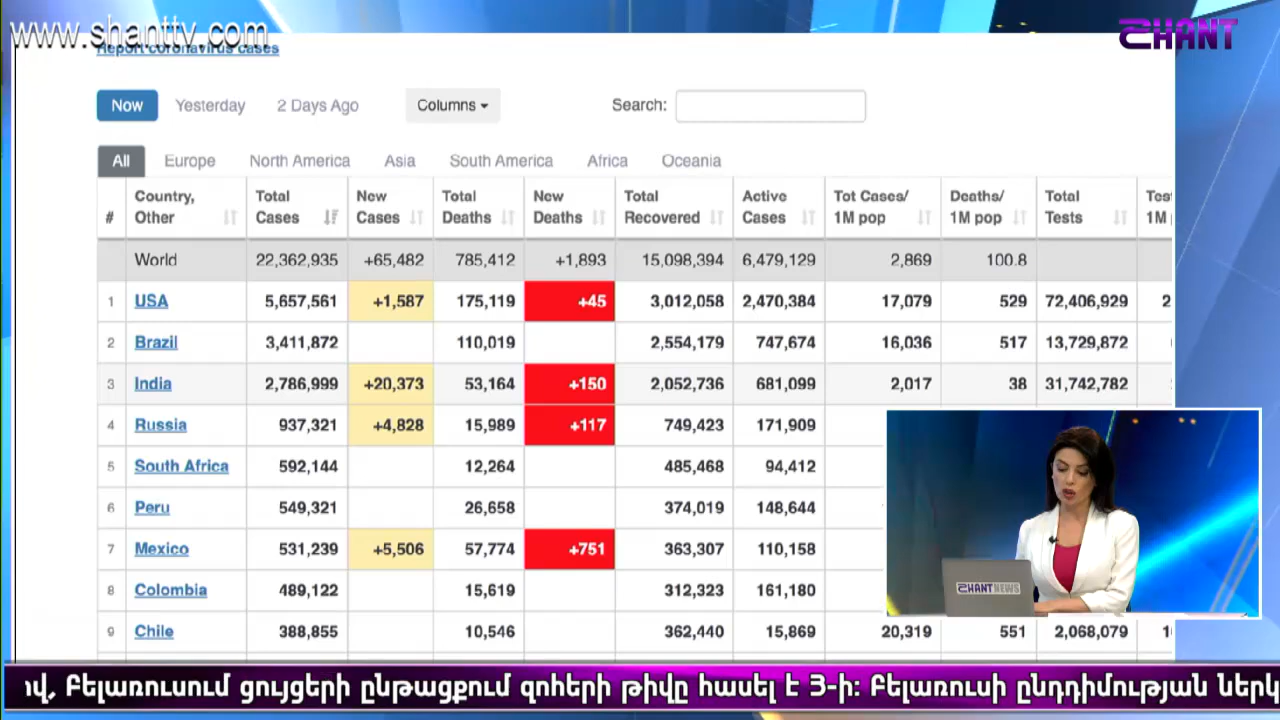 www.shanttv.com
SHANT
Report coronavirus cases
Now Yesterday 2 Days Ago Columns Search:
All Europe North America Asia South America Africa Oceania
# Country, Other Total Cases New Cases Total Deaths New Deaths Total Recovered Active Cases Tot Cases/ 1M pop Deaths/ 1M pop Total Tests
World 22,362,935 +65,482 785,412 +1,893 15,098,394 6,479,129 2,869 100.8
1 USA 5,657,561 +1,587 175,119 +45 3,012,058 2,470,384 17,079 529 72,406,929 2
2 Brazil 3,411,872 110,019 2,554,179 747,674 16,036 517 13,729,872
3 India 2,786,999 +20,373 53,164 +150 2,052,736 681,099 2,017 38 31,742,782
4 Russia 937,321 +4,828 15,989 +117 749,423 171,909
5 South Africa 592,144 12,264 485,468 94,412
6 Peru 549,321 26,658 374,019 148,644
7 Mexico 531,239 +5,506 57,774 +751 363,307 110,158
8 Colombia 489,122 15,619 312,323 161,180
9 Chile 388,855 10,546 362,440 15,869 20,319 551 2,068,079
SHANT NEWS
ով, Բելառուսում ցույցերի ընթացքում զոհերի թիվը հասել է 3-ի: Բելառուսի ընդդիմության ներկ